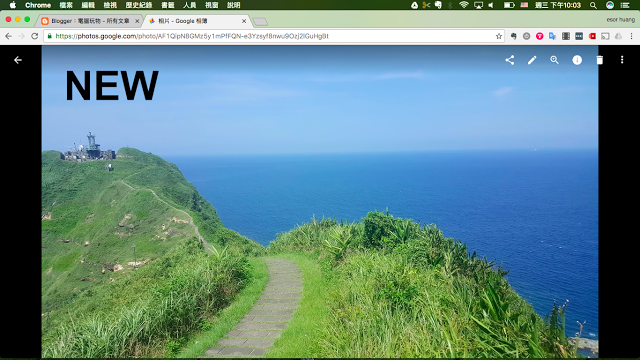 Chrome 檔案 編輯 檢視 歷史紀錄 書籤 人員 視窗 說明 週三下午10:03
Blogger：電腦玩物 - 所有文章 相片 - Google 相簿 esor huang
https://photos.google.com/photo/
NEW